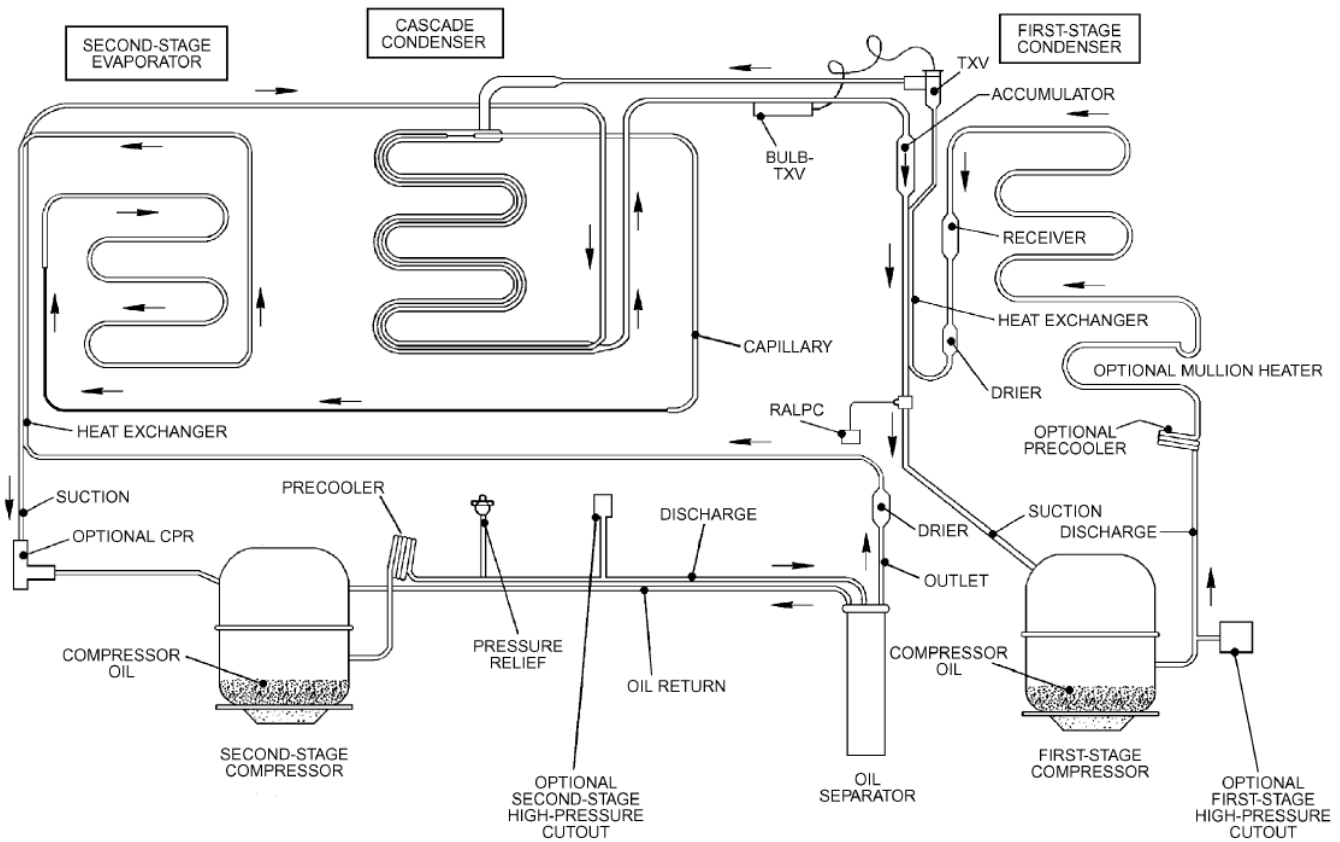 SECOND-STAGE
EVAPORATOR
CASCADE
CONDENSER
FIRST-STAGE
CONDENSER
TXV
ACCUMULATOR
BULB-
TXV
RECEIVER
HEAT EXCHANGER
CAPILLARY
OPTIONAL MULLION HEATER
DRIER
RALPC
HEAT EXCHANGER
OPTIONAL
PRECOOLER
SUCTION
PRECOOLER
DISCHARGE
DRIER
SUCTION
DISCHARGE
OPTIONAL CPR
OUTLET
COMPRESSOR
OIL
PRESSURE
RELIEF
OIL RETURN
COMPRESSOR
OIL
SECOND-STAGE
COMPRESSOR
OPTIONAL
SECOND-STAGE
HIGH-PRESSURE
CUTOUT
OIL
SEPARATOR
FIRST-STAGE
COMPRESSOR
OPTIONAL
FIRST-STAGE
HIGH-PRESSURE
CUTOUT